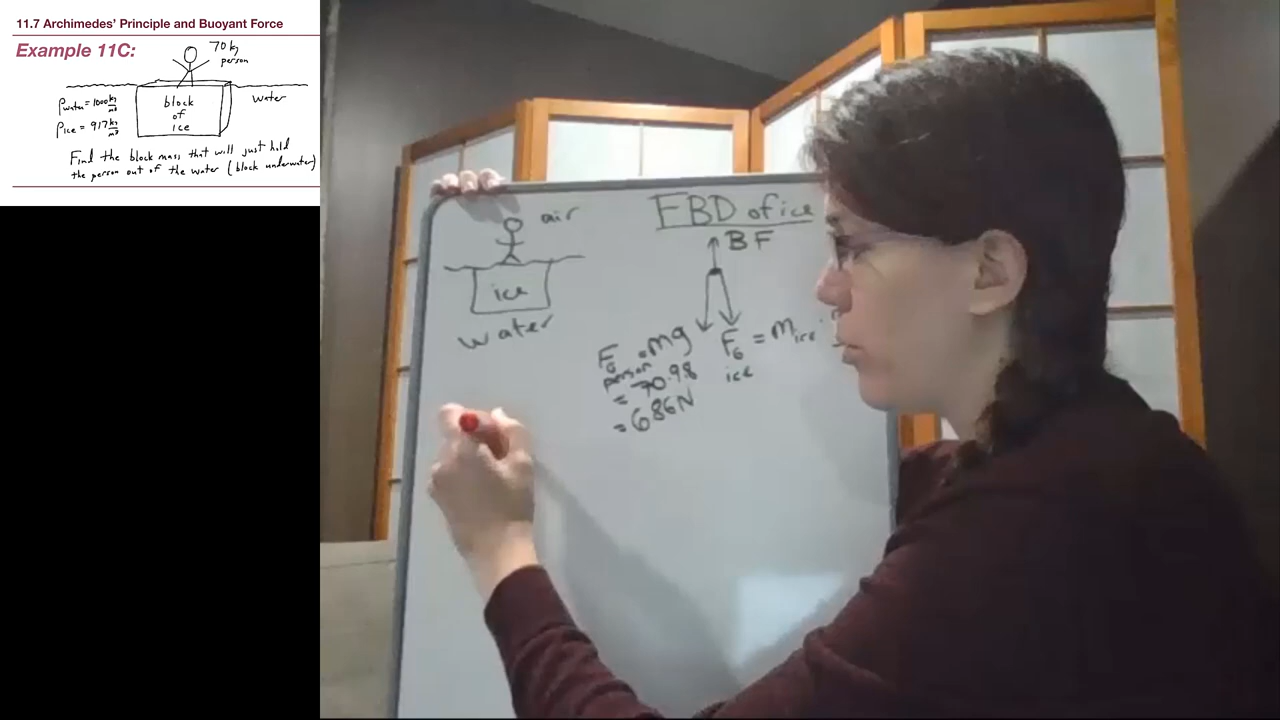 11.7 Archimedes' Principle and Buoyant Force
Example 11C:
70 kg
person
ρwater = 1000 kg/m3
ρice = 917 kg/m3
block
of
ice
water
Find the block mass that will just hold
the person out of the water (block underwater)
air
ice
water
FBD of ice
BF
FG person = mg
= 70·9.8
= 686N
FG ice = mice ·